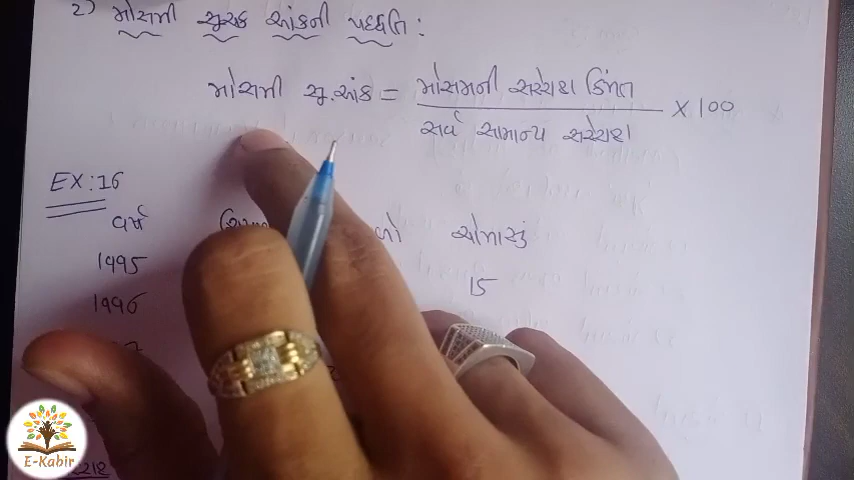 2) મોસમી સૂચક આંકની પદ્ધતિ :
મોસમી સૂ.આંક = મોસમની સરેરાશ કિંમત / સર્વ સામાન્ય સરેરાશ × 100
EX:16
વર્ષ ચોમાસું
1995 15
1996
E-Kabir